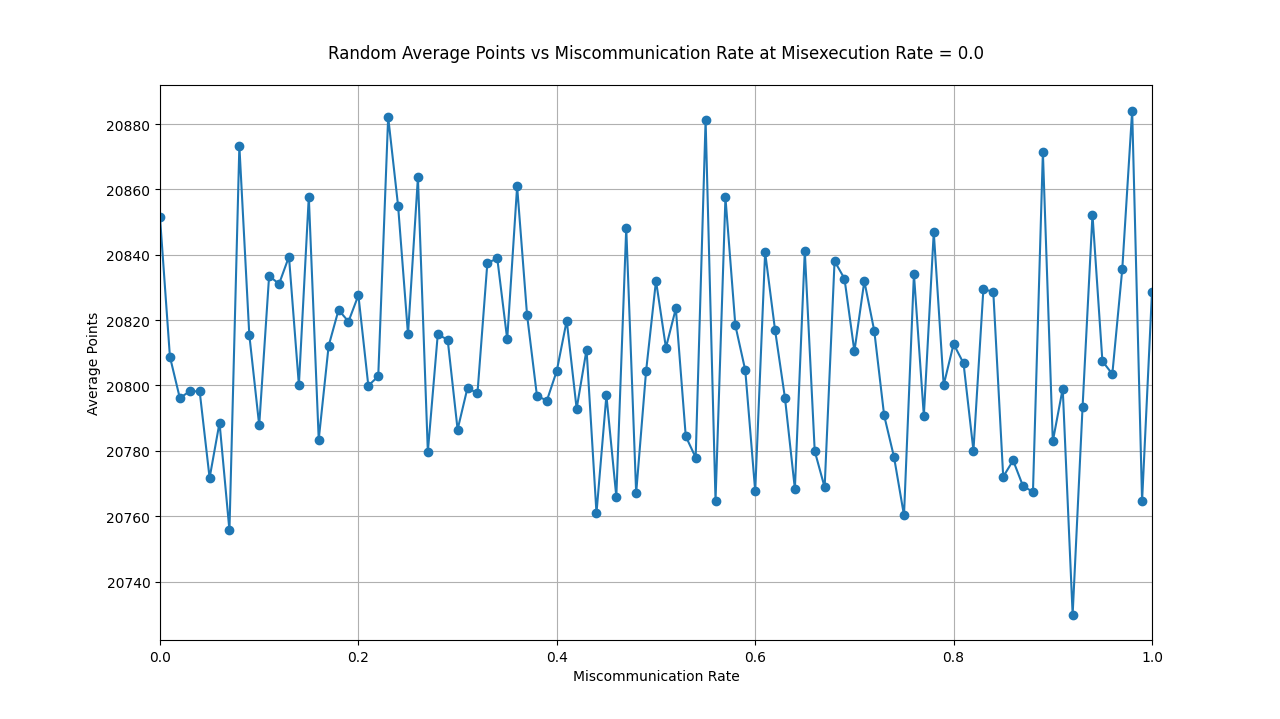 Random Average Points vs Miscommunication Rate at Misexecution Rate = 0.0
20880
20860
20840
20820
20800
20780
20760
20740
Average Points
0.0 0.2 0.4 0.6 0.8 1.0
Miscommunication Rate